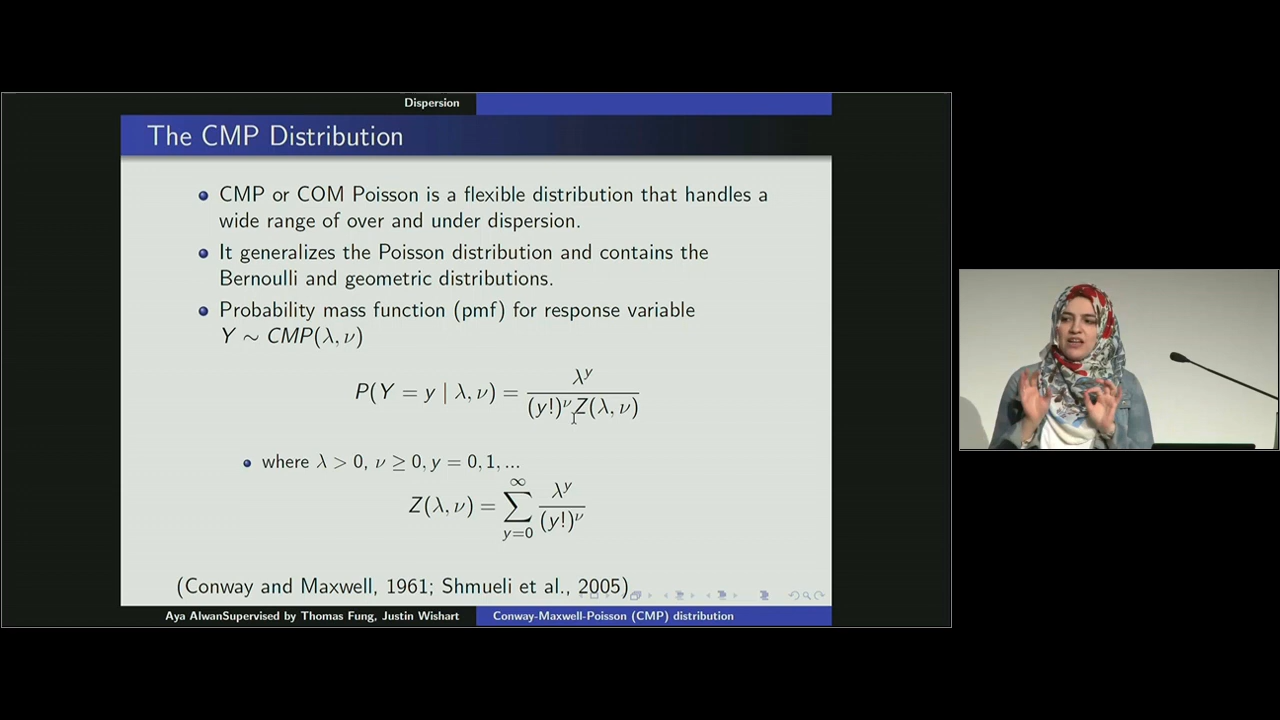 Dispersion
The CMP Distribution
CMP or COM Poisson is a flexible distribution that handles a
wide range of over and under dispersion.
It generalizes the Poisson distribution and contains the
Bernoulli and geometric distributions.
Probability mass function (pmf) for response variable
Y ∼ CMP(λ, ν)
P(Y = y | λ, ν) = λ^y / ((y!)^ν Z(λ, ν))
where λ > 0, ν ≥ 0, y = 0, 1, ...
Z(λ, ν) = ∑_{y=0}^{∞} λ^y / (y!)^ν
(Conway and Maxwell, 1961; Shmueli et al., 2005)
Aya AlwanSupervised by Thomas Fung, Justin Wishart
Conway-Maxwell-Poisson (CMP) distribution